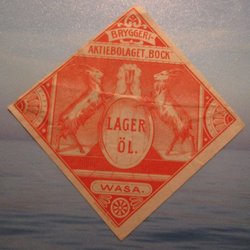 BRYGGERI-
AKTIEBOLAGET „BOCK”
LAGER
ÖL.
WASA.